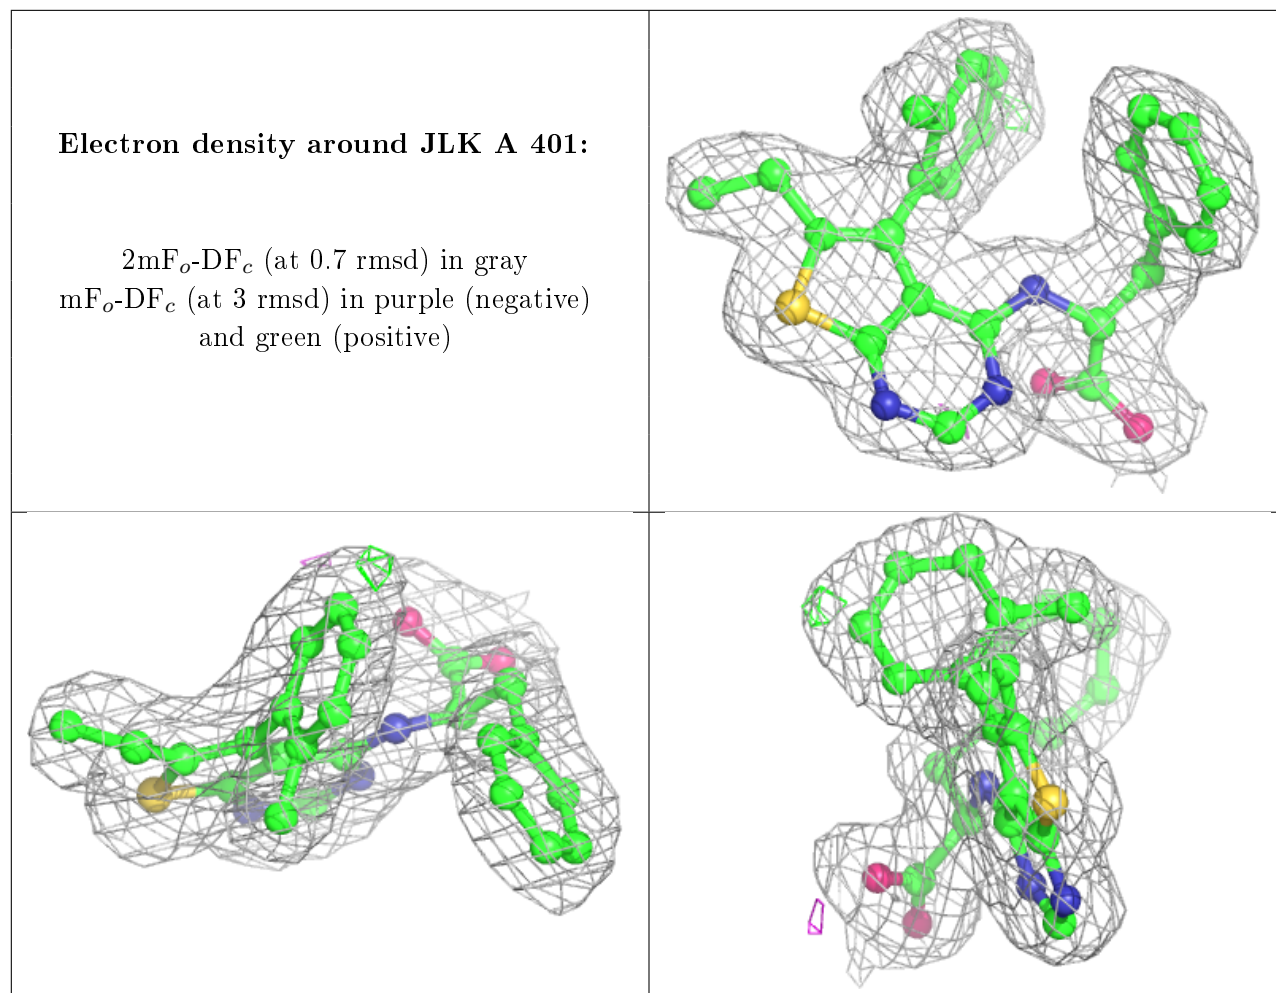 Electron density around JLK A 401:
2mFo-DFc (at 0.7 rmsd) in gray
mFo-DFc (at 3 rmsd) in purple (negative)
and green (positive)